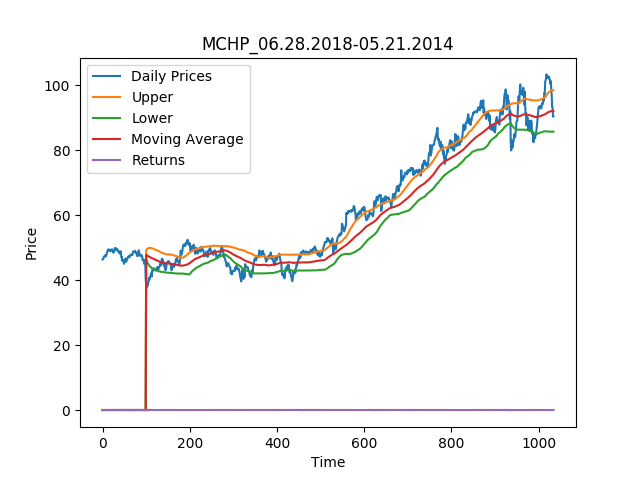 MCHP_06.28.2018-05.21.2014
Daily Prices
Upper
Lower
Moving Average
Returns
Price
100
80
60
40
20
0
0 200 400 600 800 1000
Time